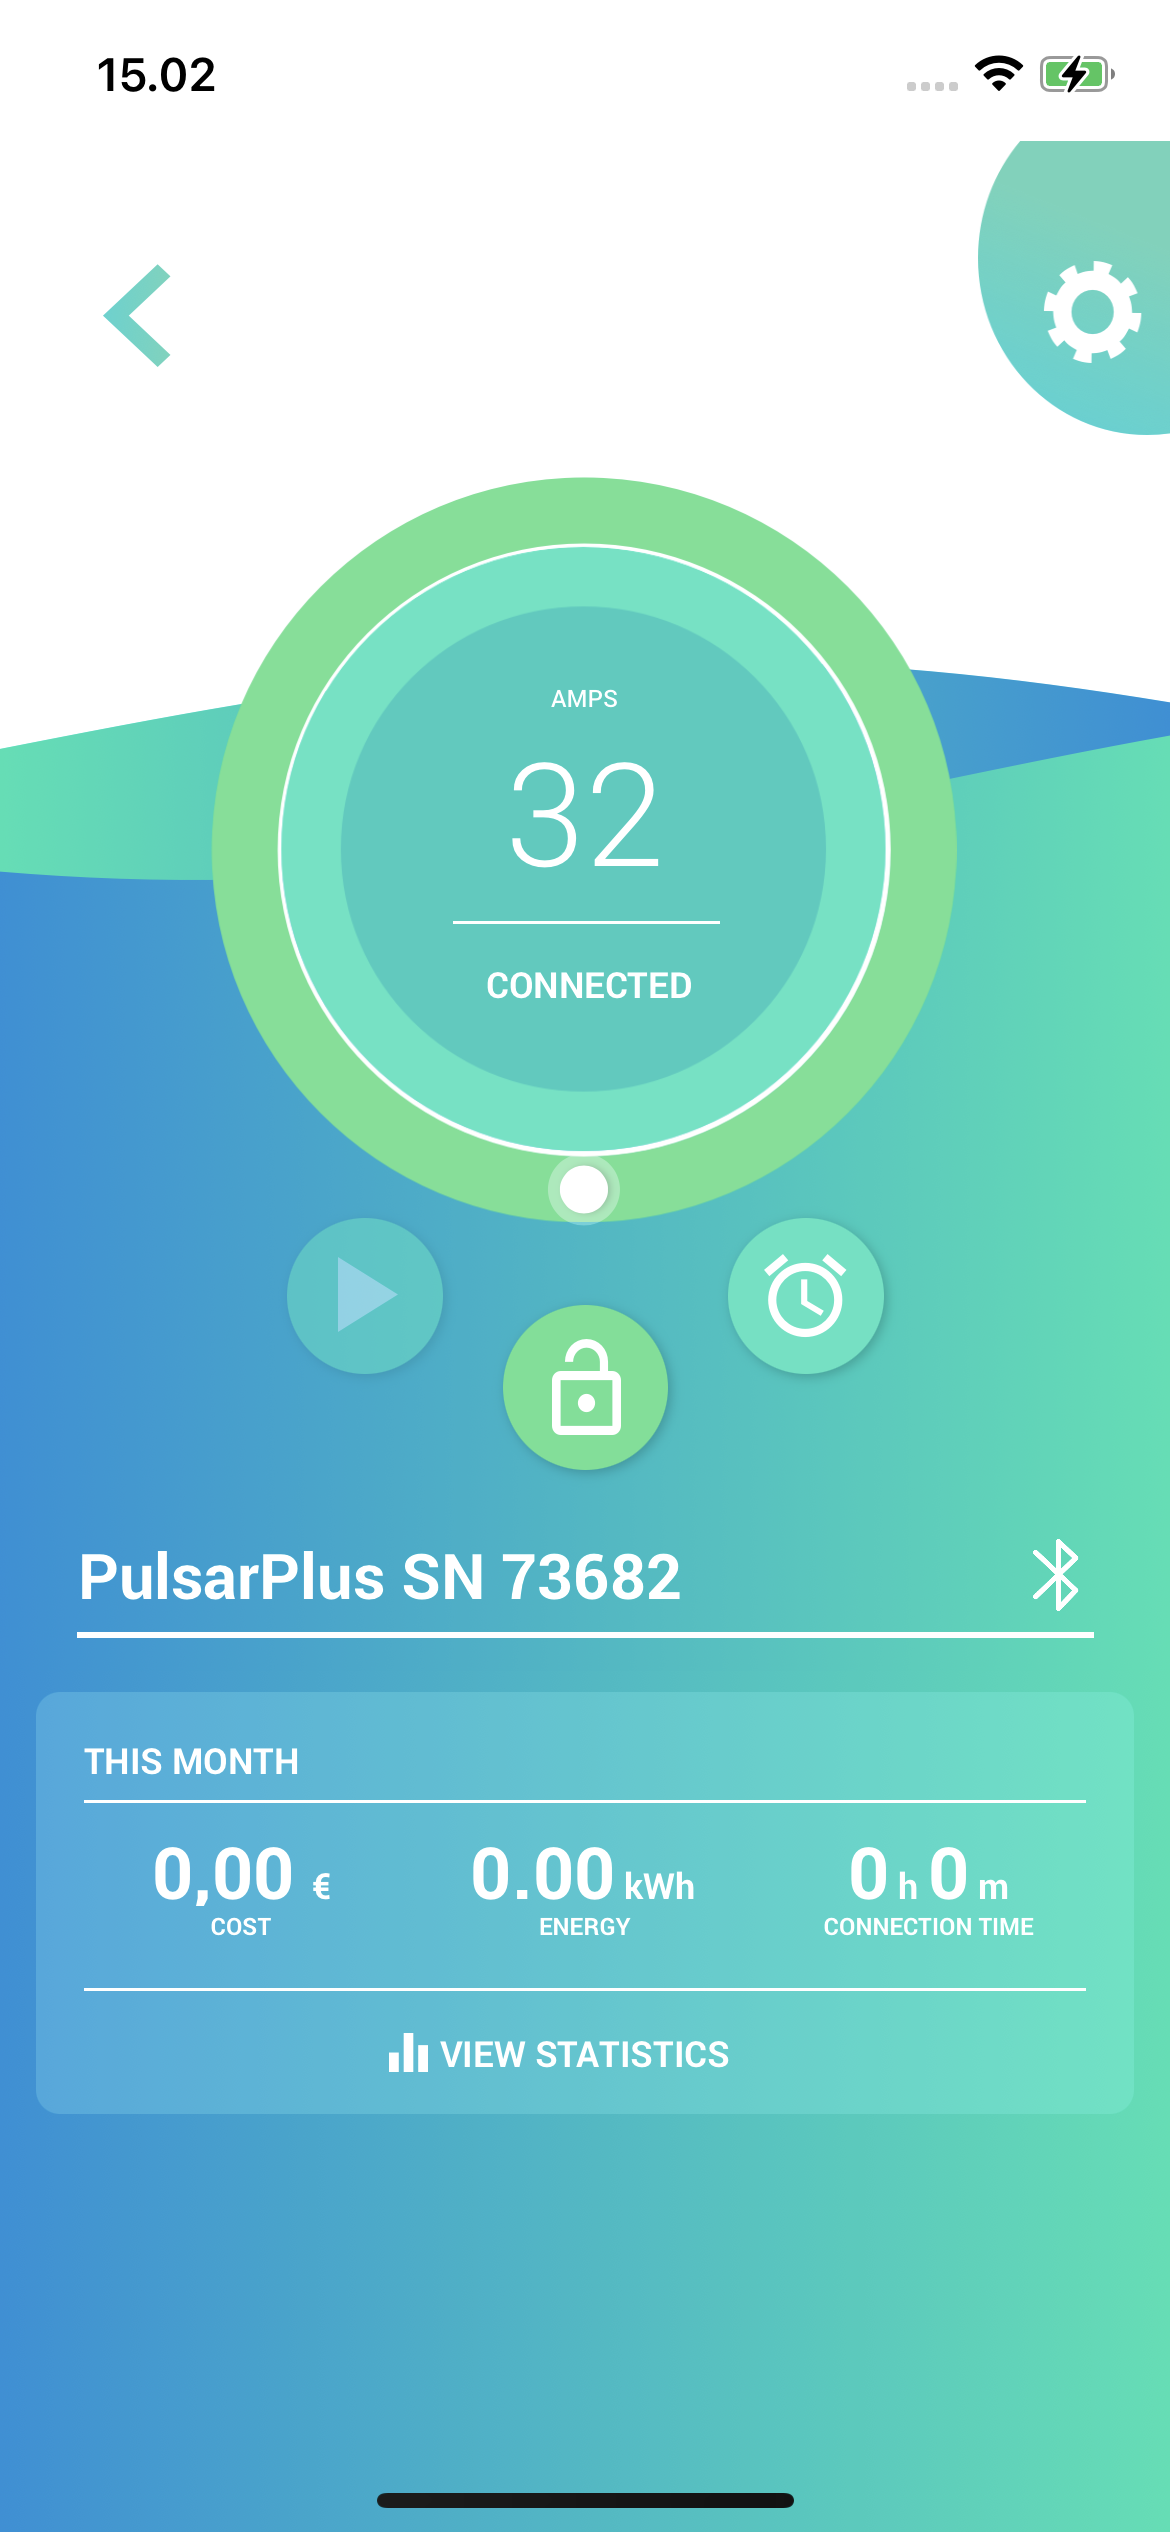 15.02
AMPS
32
CONNECTED
PulsarPlus SN 73682
THIS MONTH
0,00 € 0.00 kWh 0 h 0 m
COST ENERGY CONNECTION TIME
VIEW STATISTICS